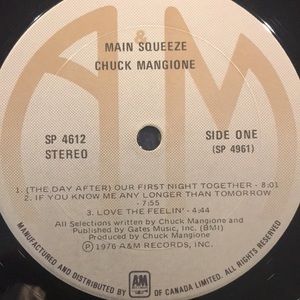 &
A M
MAIN SQUEEZE
CHUCK MANGIONE
SP 4612
STEREO
SIDE ONE
(SP 4961)
1. (THE DAY AFTER) OUR FIRST NIGHT TOGETHER - 8:01
2. IF YOU KNOW ME ANY LONGER THAN TOMORROW
- 7:55
3. LOVE THE FEELIN' - 4:44
All Selections written by Chuck Mangione and
Published by Gates Music, Inc. (BMI)
Produced by Chuck Mangione
℗ 1976 A&M RECORDS, INC.
MANUFACTURED AND DISTRIBUTED BY A&M RECORDS OF CANADA LIMITED. ALL RIGHTS RESERVED.